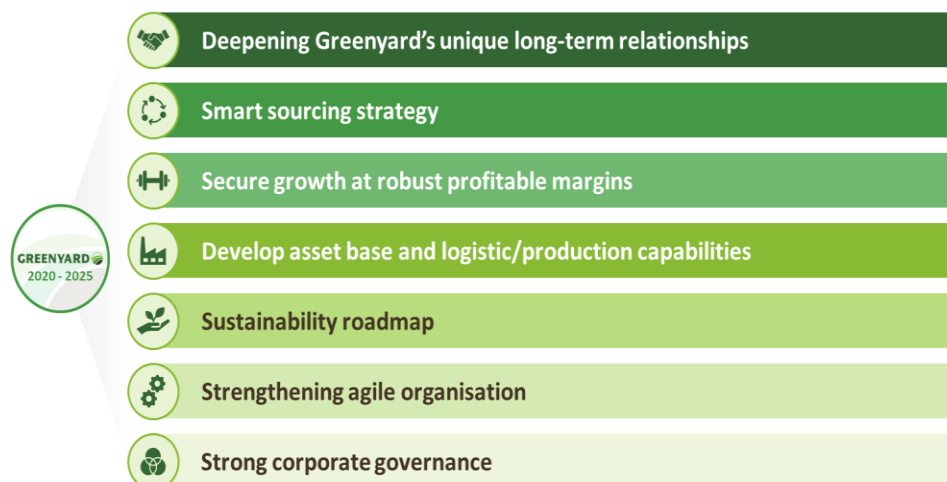 Deepening Greenyard's unique long-term relationships
Smart sourcing strategy
Secure growth at robust profitable margins
GREENYARD
2020 - 2025
Develop asset base and logistic/production capabilities
Sustainability roadmap
Strengthening agile organisation
Strong corporate governance